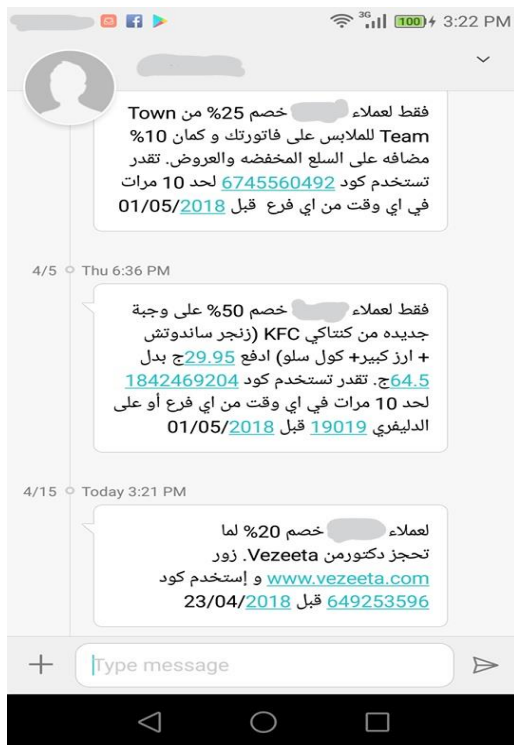 3G 100 3:22 PM
فقط لعملاء خصم 25% من Town
Team للملابس على فاتورتك و كمان 10%
مضافه على السلع المخفضه والعروض. تقدر
تستخدم كود 6745560492 لحد 10 مرات
في اي وقت من اي فرع قبل 01/05/2018
4/5 Thu 6:36 PM
فقط لعملاء خصم 50% على وجبة
جديده من كنتاكي KFC (زنجر ساندوتش
+ ارز كبير+ كول سلو) ادفع 29.95ج بدل
64.5ج. تقدر تستخدم كود 1842469204
لحد 10 مرات في اي وقت من اي فرع أو على
الدليفري 19019 قبل 01/05/2018
4/15 Today 3:21 PM
لعملاء خصم 20% لما
تحجز دكتورمن Vezeeta. زور
www.vezeeta.com و إستخدم كود
649253596 قبل 23/04/2018
Type message